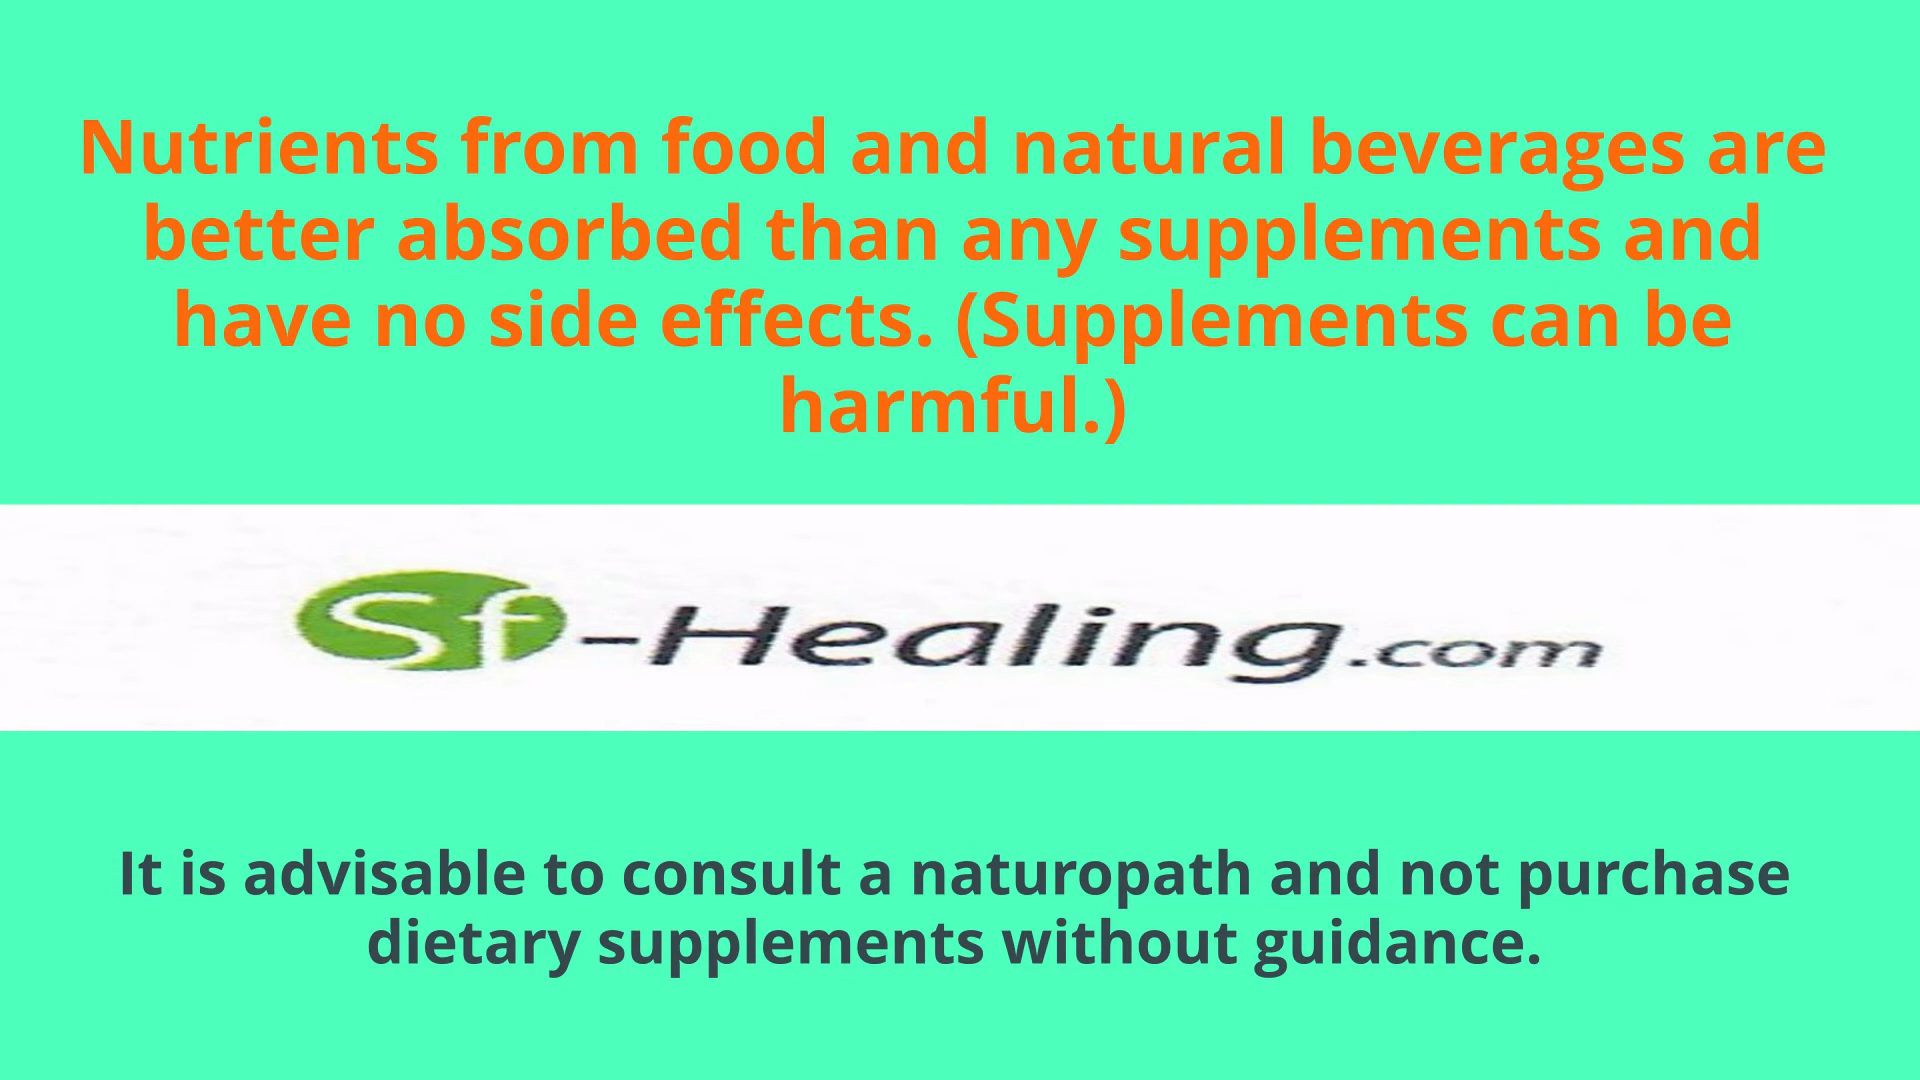 Nutrients from food and natural beverages are
better absorbed than any supplements and
have no side effects. (Supplements can be
harmful.)
Sf-Healing.com
It is advisable to consult a naturopath and not purchase
dietary supplements without guidance.